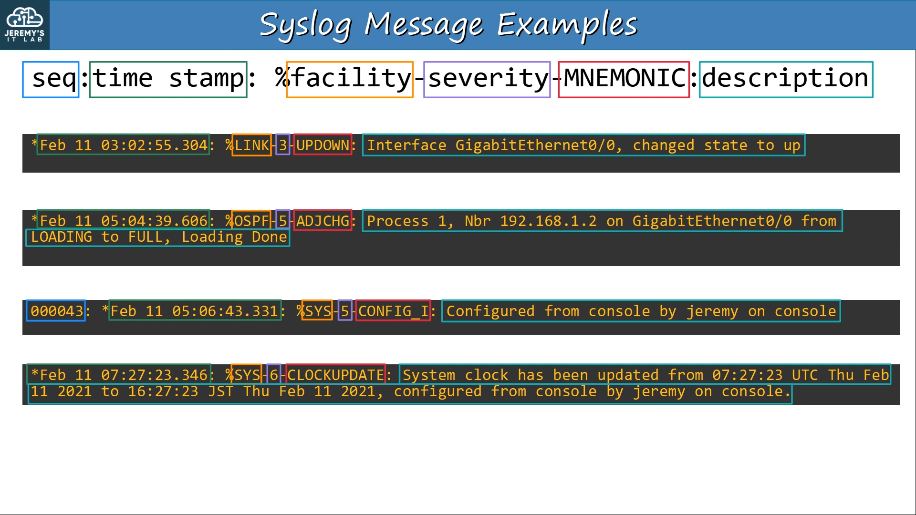 JEREMY'S
IT LAB
Syslog Message Examples
seq:time stamp: %facility-severity-MNEMONIC:description
*Feb 11 03:02:55.304: %LINK-3-UPDOWN: Interface GigabitEthernet0/0, changed state to up
*Feb 11 05:04:39.606: %OSPF-5-ADJCHG: Process 1, Nbr 192.168.1.2 on GigabitEthernet0/0 from
LOADING to FULL, Loading Done
000043: *Feb 11 05:06:43.331: %SYS-5-CONFIG_I: Configured from console by jeremy on console
*Feb 11 07:27:23.346: %SYS-6-CLOCKUPDATE: System clock has been updated from 07:27:23 UTC Thu Feb
11 2021 to 16:27:23 JST Thu Feb 11 2021, configured from console by jeremy on console.